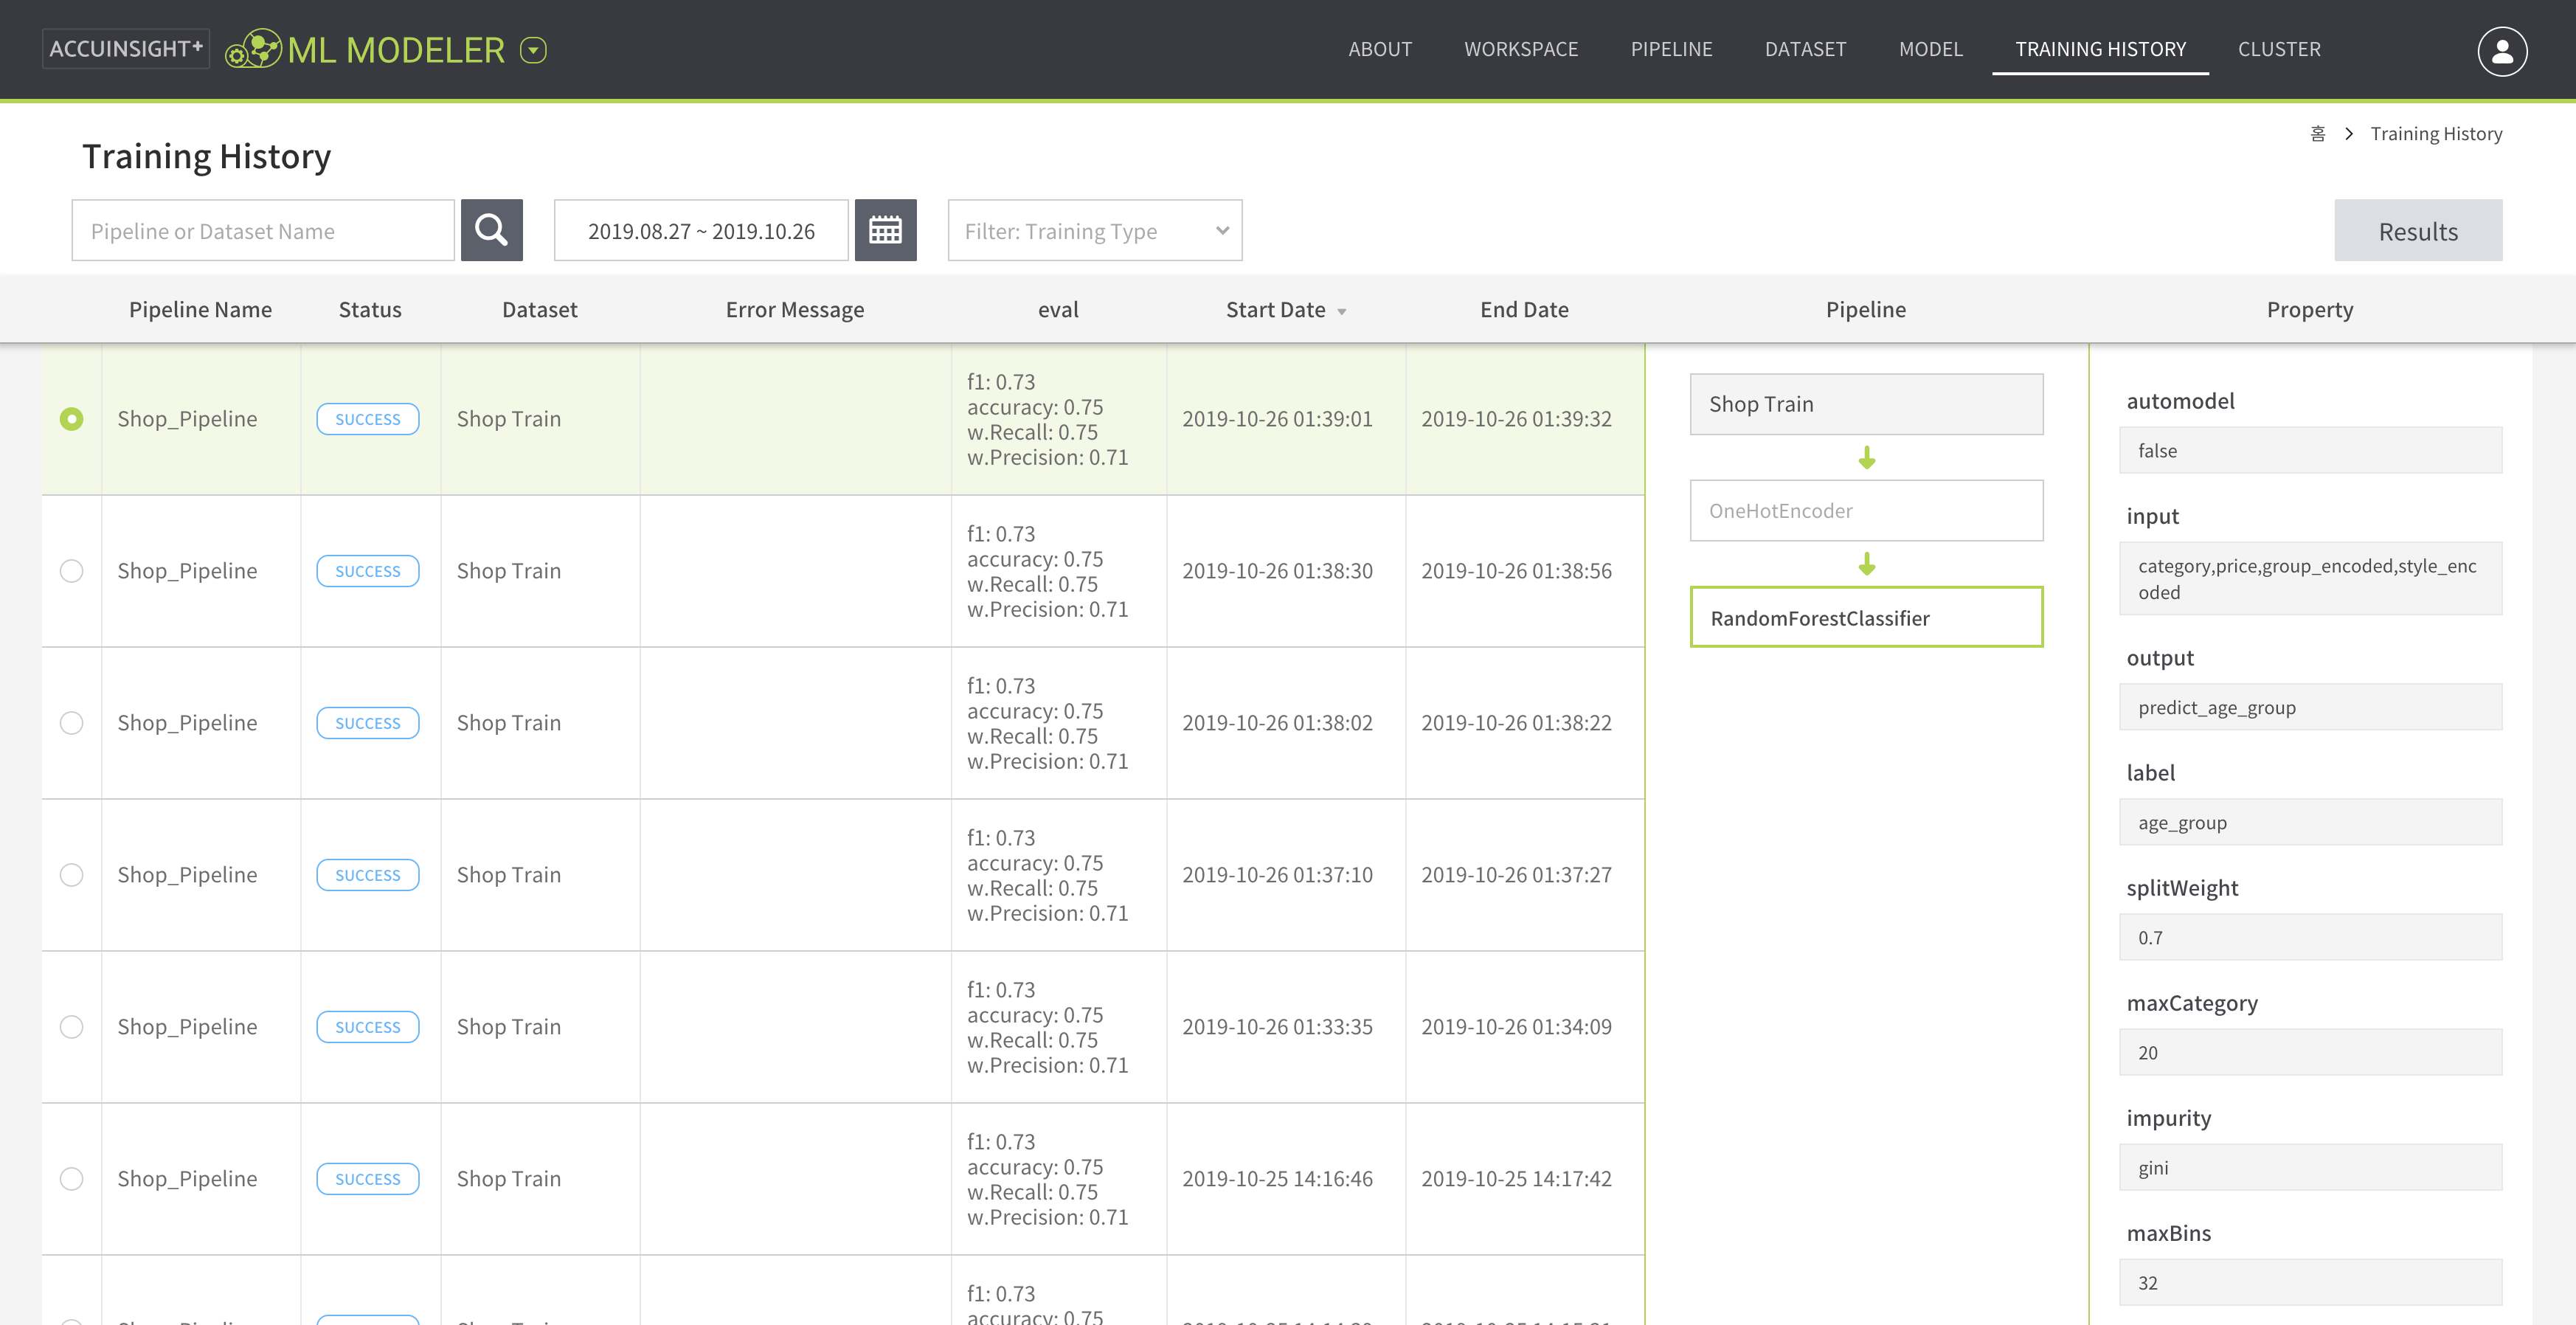 ACCUINSIGHT+ ML MODELER ABOUT WORKSPACE PIPELINE DATASET MODEL TRAINING HISTORY CLUSTER
홈 > Training History
Training History
Pipeline or Dataset Name 2019.08.27 ~ 2019.10.26 Filter: Training Type Results
Pipeline Name Status Dataset Error Message eval Start Date End Date Pipeline Property
Shop_Pipeline SUCCESS Shop Train
f1: 0.73
accuracy: 0.75
w.Recall: 0.75
w.Precision: 0.71
2019-10-26 01:39:01 2019-10-26 01:39:32
Shop_Pipeline SUCCESS Shop Train
f1: 0.73
accuracy: 0.75
w.Recall: 0.75
w.Precision: 0.71
2019-10-26 01:38:30 2019-10-26 01:38:56
Shop_Pipeline SUCCESS Shop Train
f1: 0.73
accuracy: 0.75
w.Recall: 0.75
w.Precision: 0.71
2019-10-26 01:38:02 2019-10-26 01:38:22
Shop_Pipeline SUCCESS Shop Train
f1: 0.73
accuracy: 0.75
w.Recall: 0.75
w.Precision: 0.71
2019-10-26 01:37:10 2019-10-26 01:37:27
Shop_Pipeline SUCCESS Shop Train
f1: 0.73
accuracy: 0.75
w.Recall: 0.75
w.Precision: 0.71
2019-10-26 01:33:35 2019-10-26 01:34:09
Shop_Pipeline SUCCESS Shop Train
f1: 0.73
accuracy: 0.75
w.Recall: 0.75
w.Precision: 0.71
2019-10-25 14:16:46 2019-10-25 14:17:42
f1: 0.73
accuracy: 0.75
Shop Train
OneHotEncoder
RandomForestClassifier
automodel
false
input
category,price,group_encoded,style_enc
oded
output
predict_age_group
label
age_group
splitWeight
0.7
maxCategory
20
impurity
gini
maxBins
32